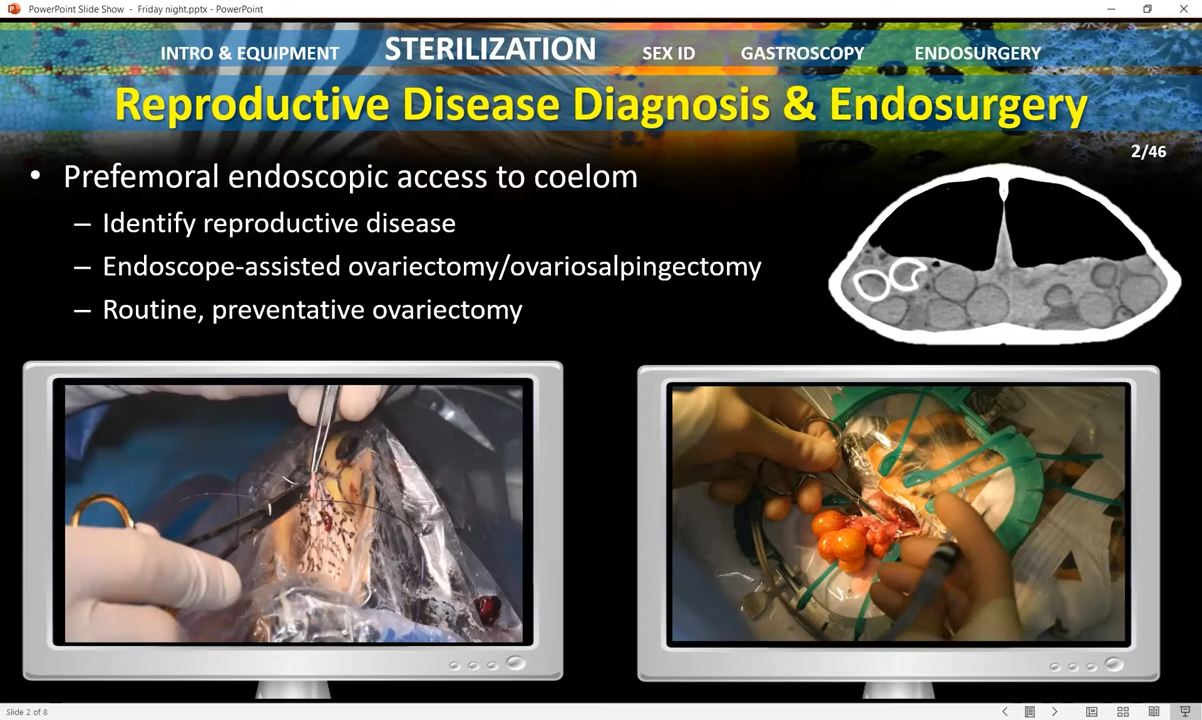 PowerPoint Slide Show - Friday night.pptx - PowerPoint
INTRO & EQUIPMENT STERILIZATION SEX ID GASTROSCOPY ENDOSURGERY
Reproductive Disease Diagnosis & Endosurgery
2/46
• Prefemoral endoscopic access to coelom
– Identify reproductive disease
– Endoscope-assisted ovariectomy/ovariosalpingectomy
– Routine, preventative ovariectomy
Slide 2 of 8